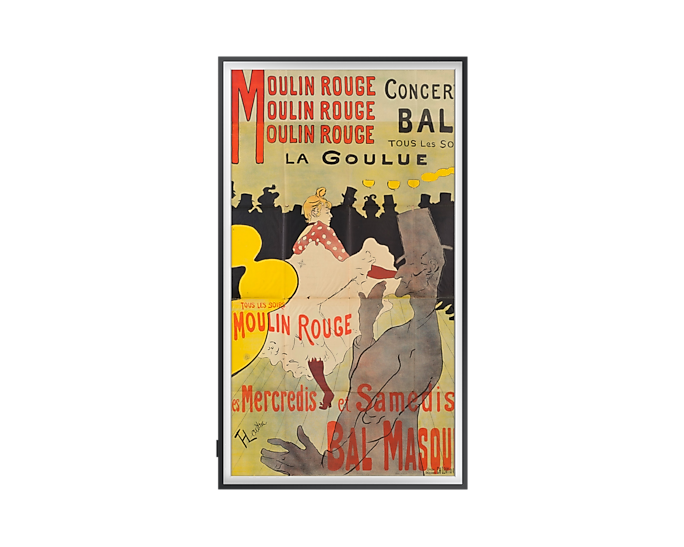 MOULIN ROUGE CONCER
MOULIN ROUGE BAL
MOULIN ROUGE TOUS LES SO
LA GOULUE
TOUS LES SOIRS
MOULIN ROUGE
es Mercredis et Samedis
BAL MASQU